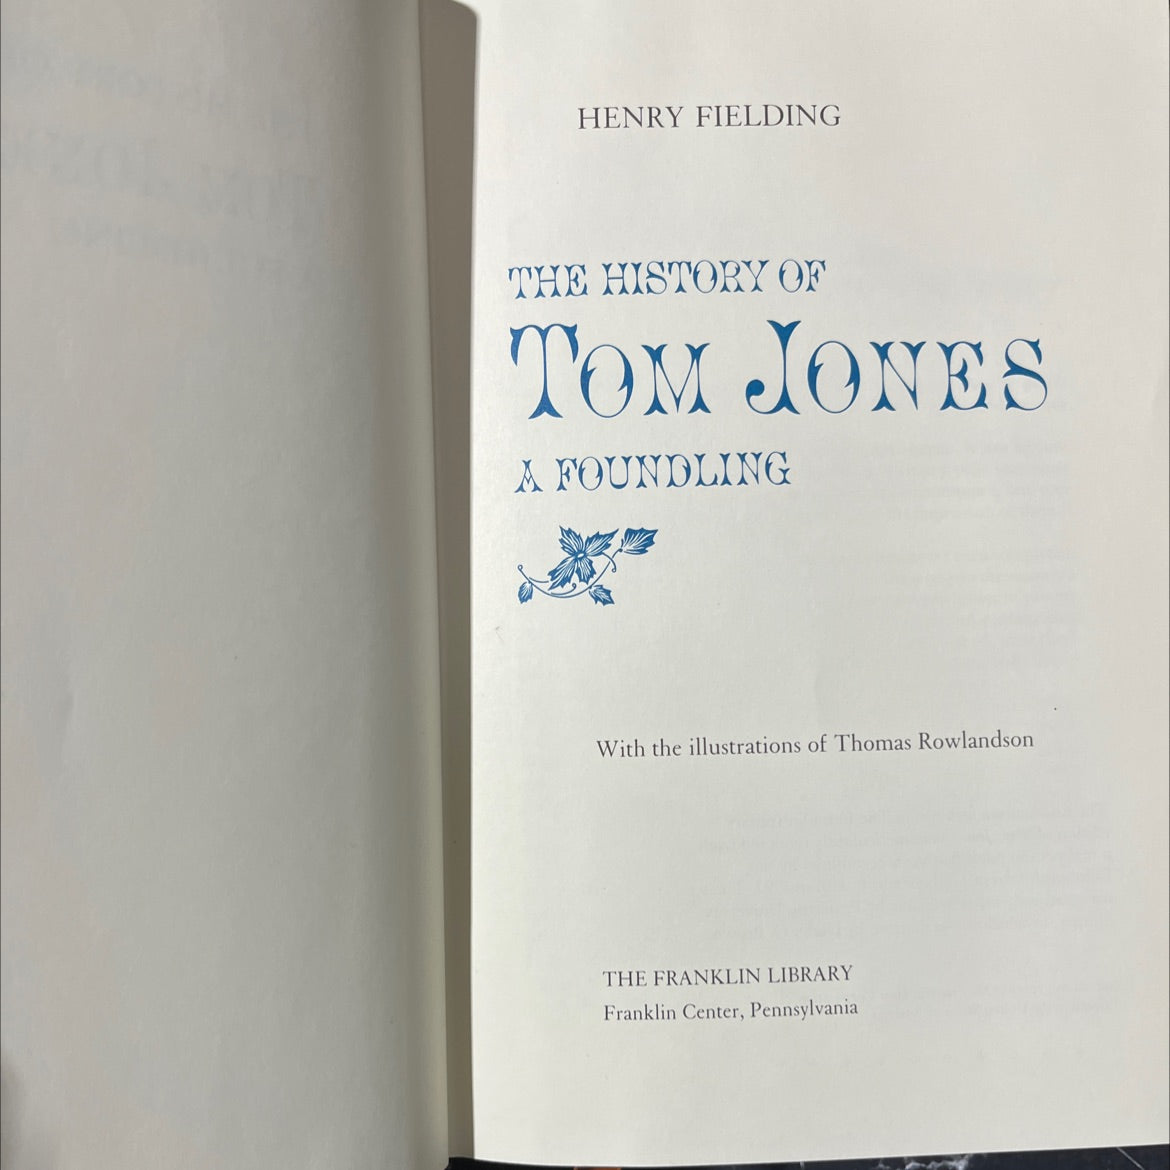 HENRY FIELDING
THE HISTORY OF
TOM JONES
A FOUNDLING
With the illustrations of Thomas Rowlandson
THE FRANKLIN LIBRARY
Franklin Center, Pennsylvania